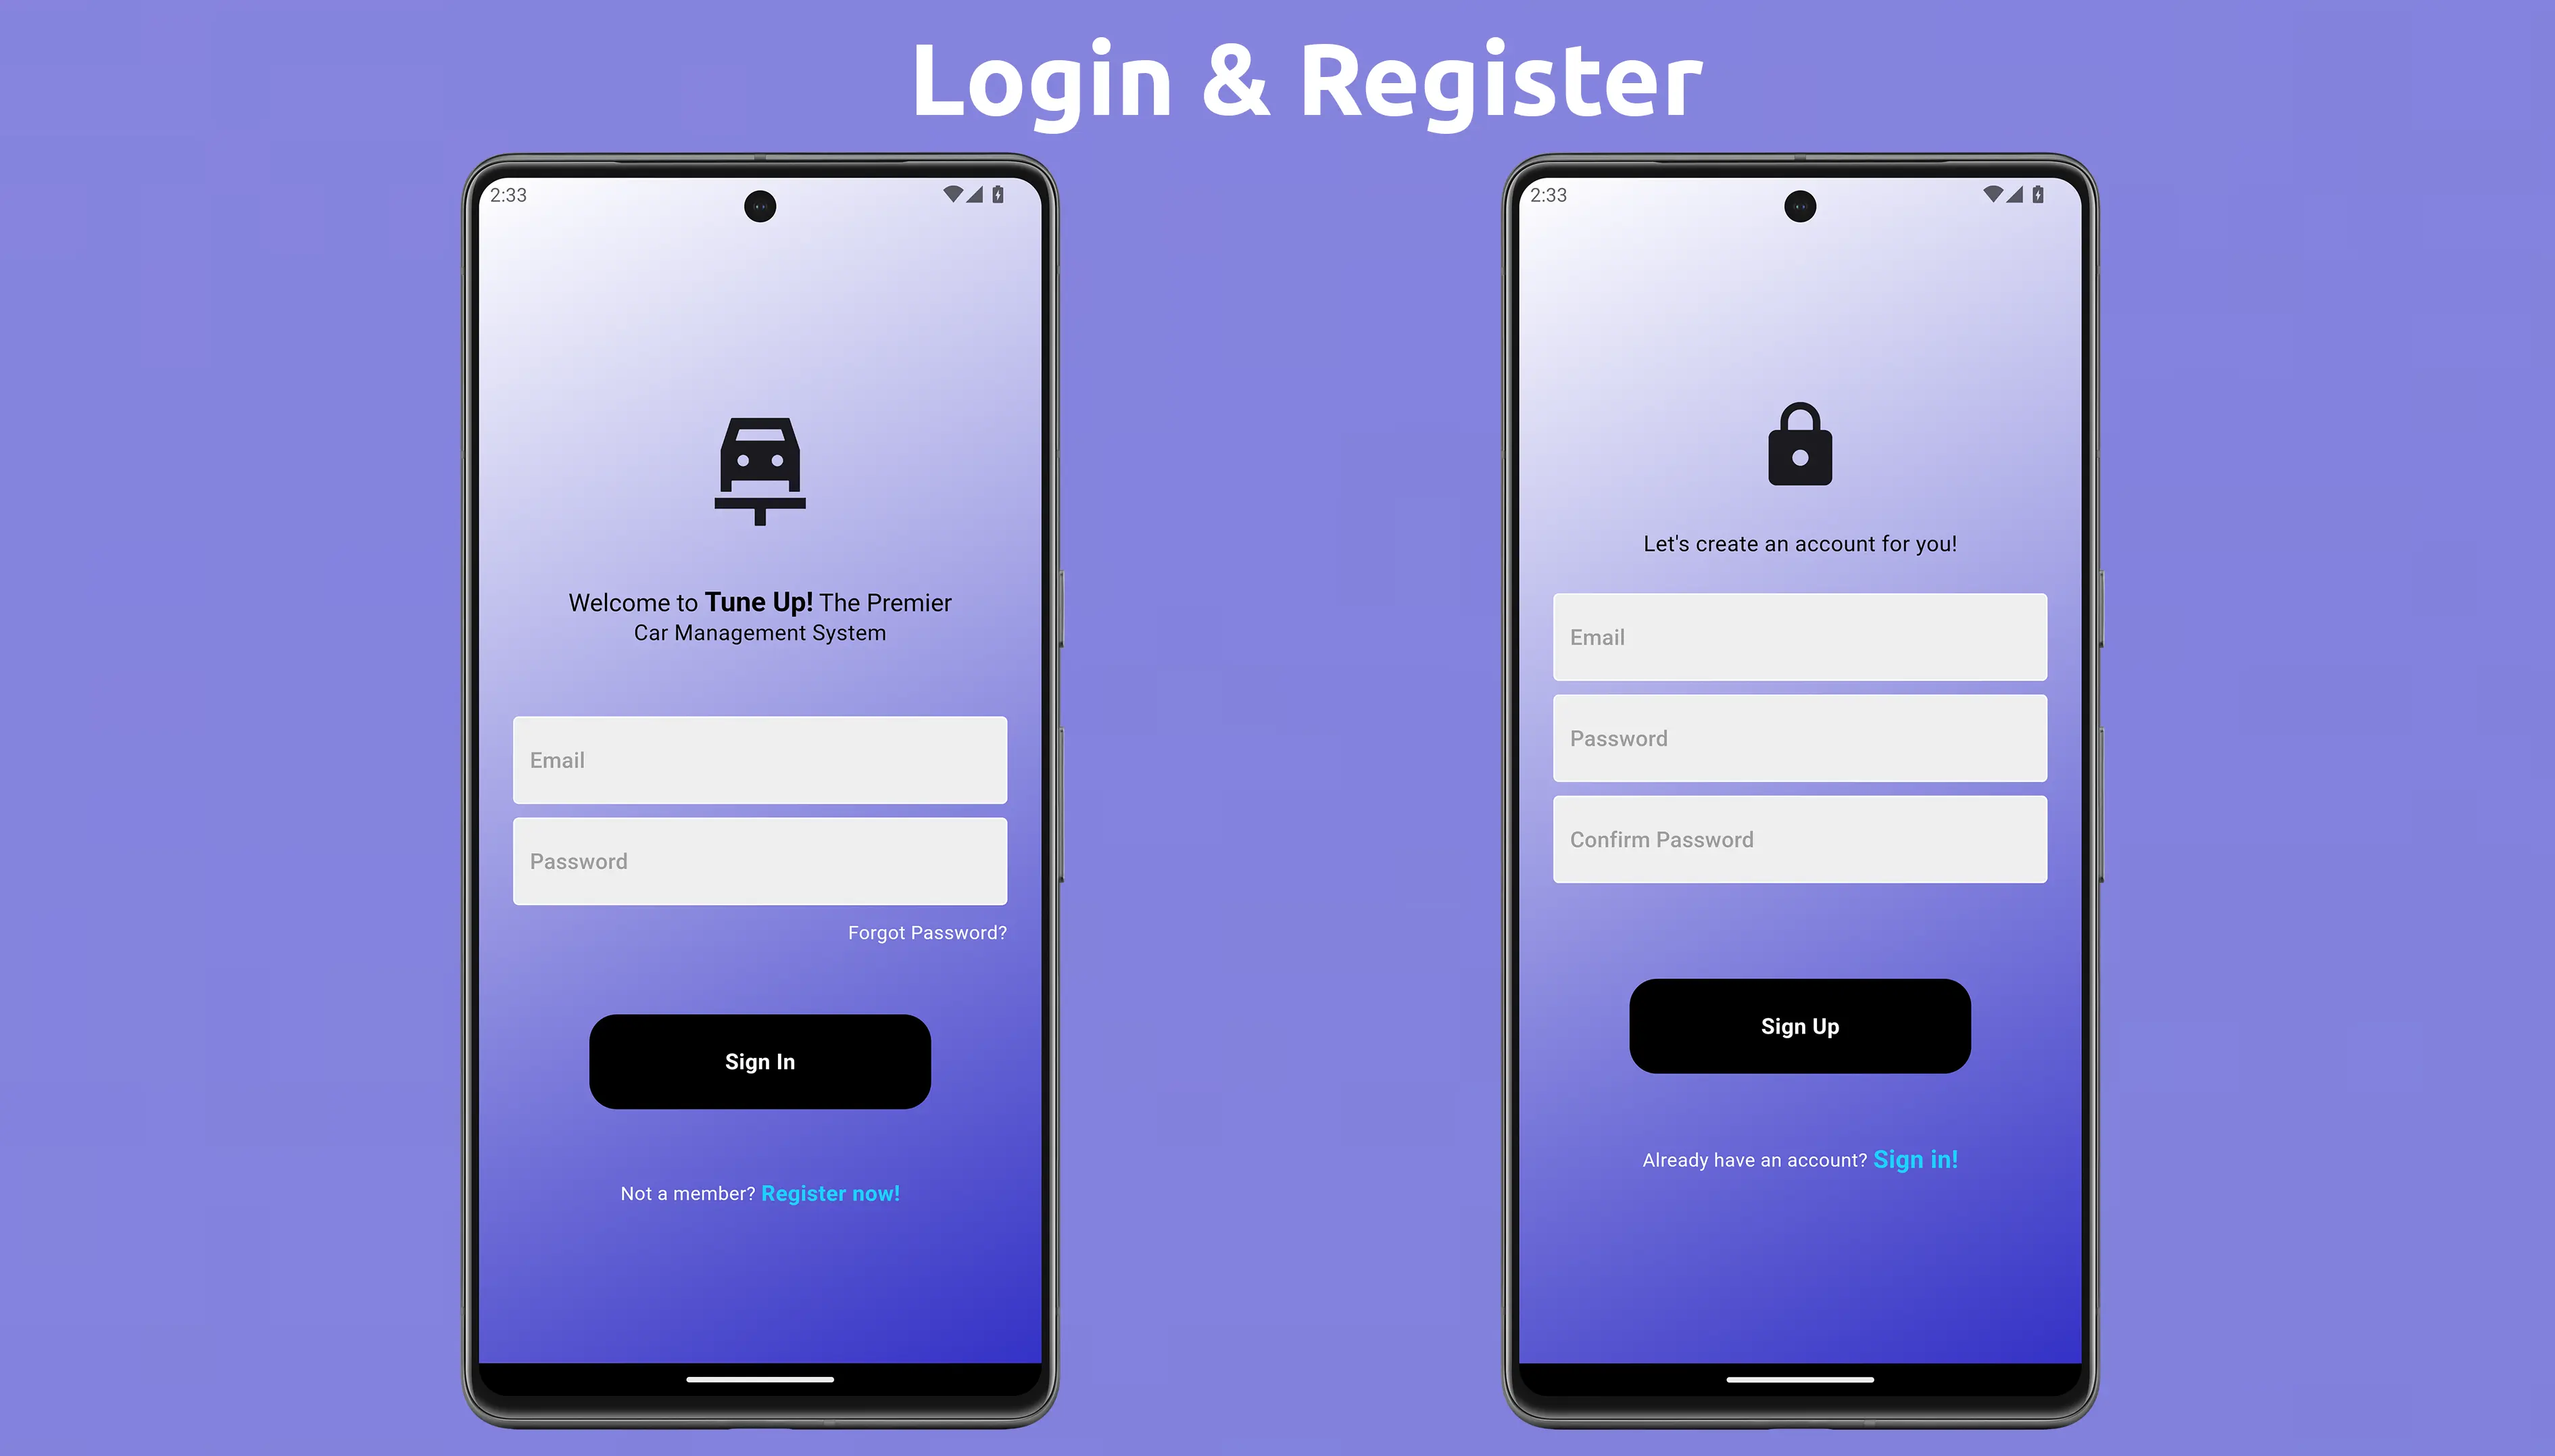 Login & Register
2:33
Welcome to Tune Up! The Premier
Car Management System
Email
Password
Forgot Password?
Sign In
Not a member? Register now!
2:33
Let's create an account for you!
Email
Password
Confirm Password
Sign Up
Already have an account? Sign in!